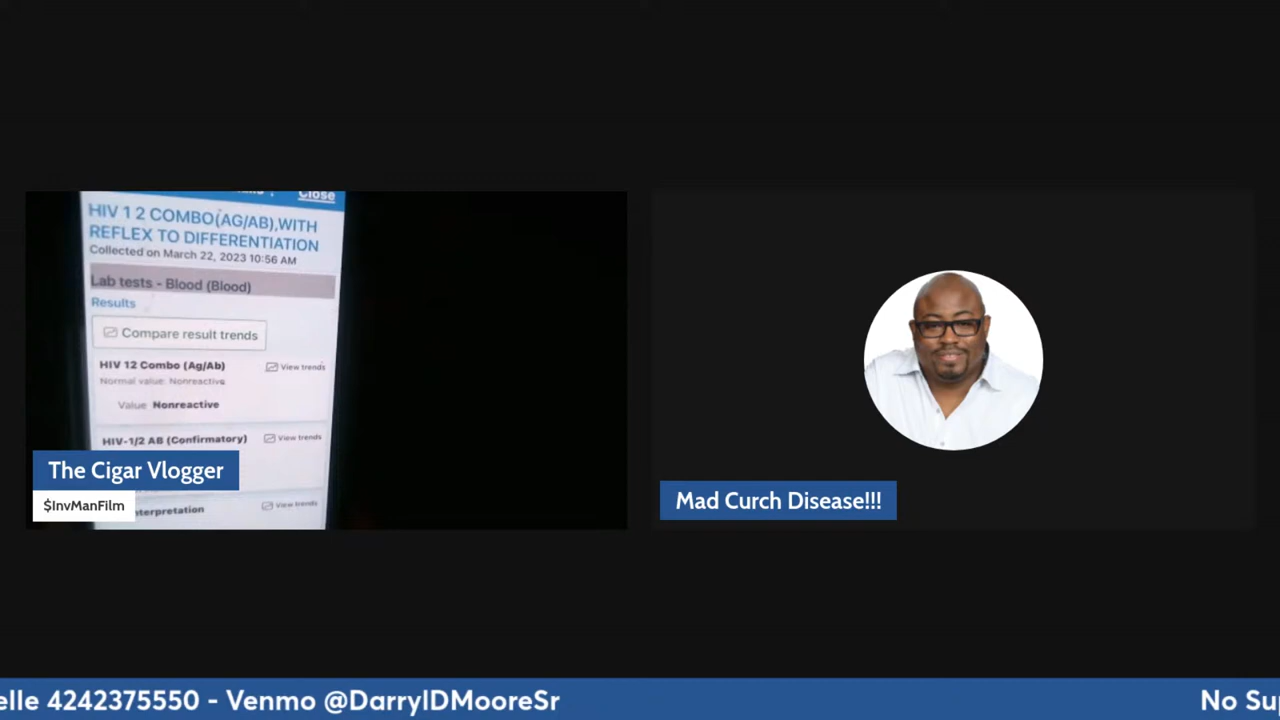 Close
HIV 1 2 COMBO(AG/AB),WITH
REFLEX TO DIFFERENTIATION
Collected on March 22, 2023 10:56 AM
Lab tests - Blood (Blood)
Results
Compare result trends
HIV 12 Combo (Ag/Ab)
View trends
Normal value: Nonreactive
Value Nonreactive
HIV-1/2 AB (Confirmatory)
View trends
The Cigar Vlogger
$InvManFilm
nterpretation
View trends
Mad Curch Disease!!!
elle 4242375550 - Venmo @DarrylDMooreSr
No Su